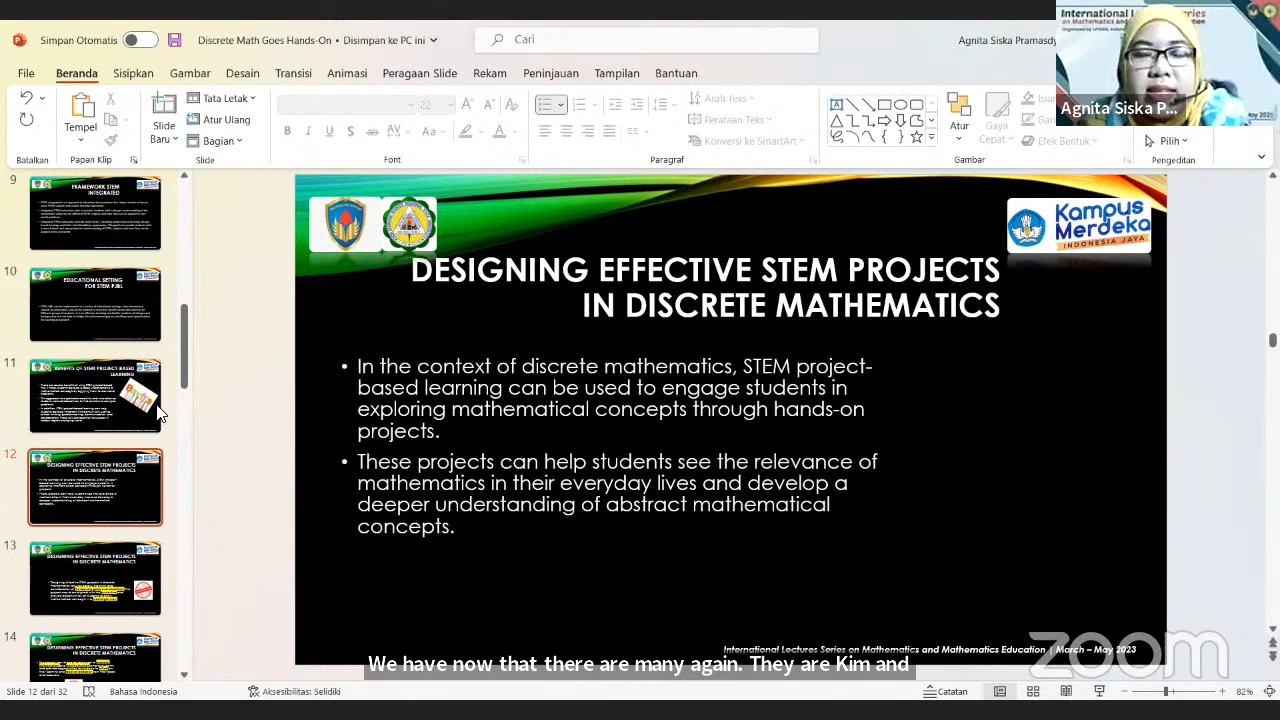 Simpan Otomatis
Discrete Math Goes Hands-On
Cari
Agnita Siska Pramasdy
International Lecture Series
on Mathematics and Mathematics Education
Agnita Siska P...
May 2023
File Beranda Sisipkan Gambar Desain Transisi Animasi Peragaan Slide Rekam Peninjauan Tampilan Bantuan
Tempel
Slide Baru
Tata Letak
Atur Ulang
Bagian
22
B I U S
Aa
Arah Teks
Perataan Teks
Konversi ke SmartArt
Atur
Gaya Cepat
Efek Bentuk
Pilih
Batalkan Papan Klip Slide Font Paragraf Gambar Pengeditan
9
FRAMEWORK STEM
INTEGRATED
10
EDUCATIONAL SETTING
FOR STEM PJBL
11
BENEFITS OF STEM PROJECT-BASED
LEARNING
12
DESIGNING EFFECTIVE STEM PROJECTS
IN DISCRETE MATHEMATICS
13
DESIGNING EFFECTIVE STEM PROJECTS
IN DISCRETE MATHEMATICS
14
DESIGNING EFFECTIVE STEM PROJECTS
IN DISCRETE MATHEMATICS
Kampus
Merdeka
INDONESIA JAYA
DESIGNING EFFECTIVE STEM PROJECTS
IN DISCRETE MATHEMATICS
• In the context of discrete mathematics, STEM project-
based learning can be used to engage students in
exploring mathematical concepts through hands-on
projects.
• These projects can help students see the relevance of
mathematics in their everyday lives and develop a
deeper understanding of abstract mathematical
concepts.
International Lectures Series on Mathematics and Mathematics Education | March – May 2023
We have now that there are many again. They are Kim and
zoom
Slide 12 dari 32
Bahasa Indonesia
Aksesibilitas: Selidiki
Catatan
82%